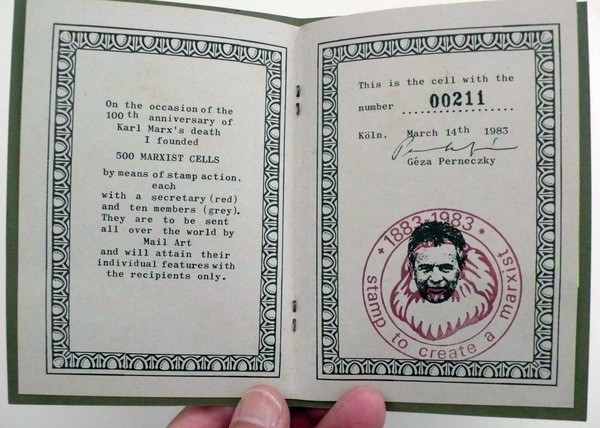 On the occasion of the
100th anniversary of
Karl Marx's death
I founded
500 MARXIST CELLS
by means of stamp action,
each
with a secretary (red)
and ten members (grey).
They are to be sent
all over the world by
Mail Art
and will attain their
individual features with
the recipients only.
This is the cell with the
number 00211
Köln, March 14th 1983
Géza Perneczky
* 1883-1983 *
stamp to create a marxist